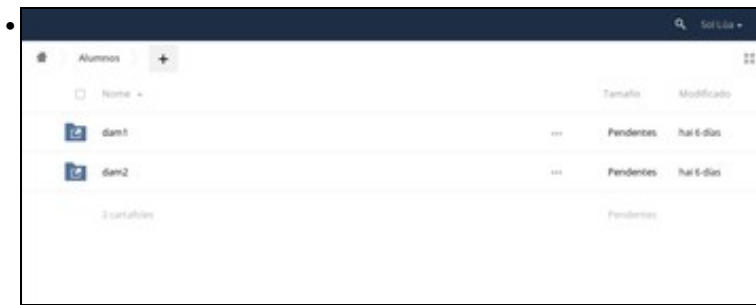 Sol Lúa
Alumnos +
Nome Tamaño Modificado
dam1 ... Pendentes hai 6 días
dam2 ... Pendentes hai 6 días
2 cartafoles Pendentes